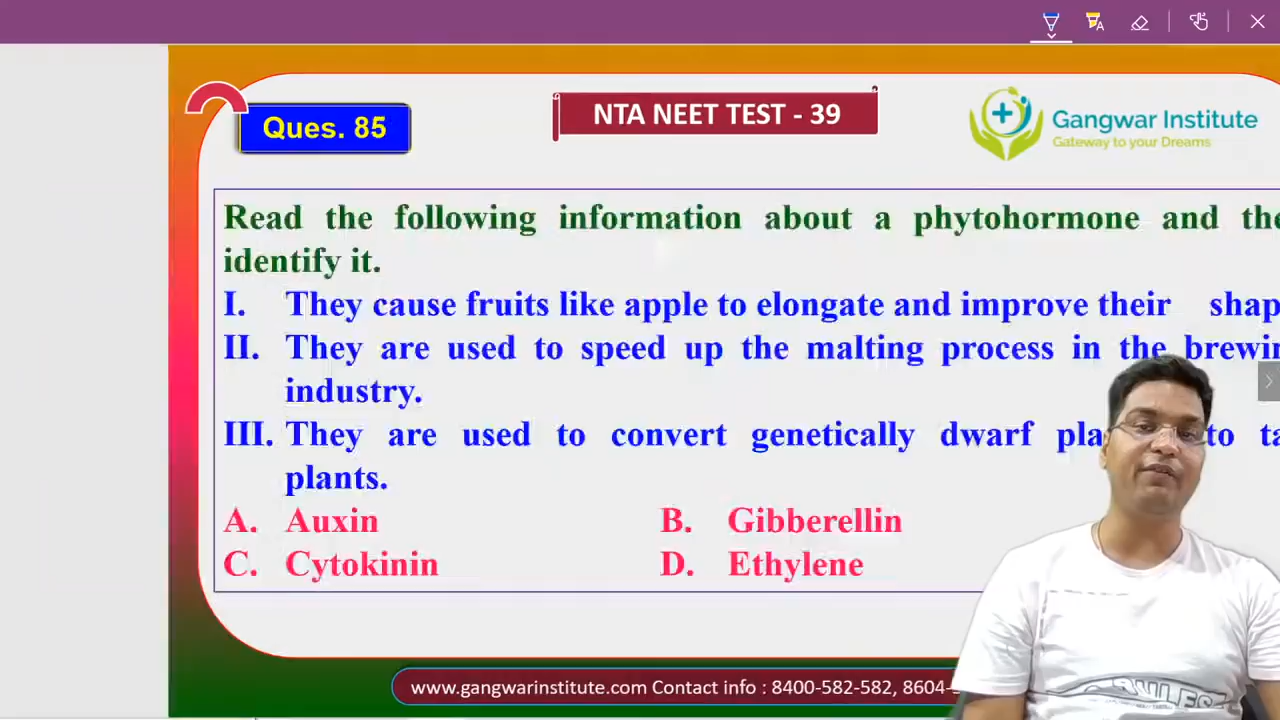 Ques. 85
NTA NEET TEST - 39
Gangwar Institute
Gateway to your Dreams
Read the following information about a phytohormone and the
identify it.
I. They cause fruits like apple to elongate and improve their shap
II. They are used to speed up the malting process in the brewin
industry.
III. They are used to convert genetically dwarf pla to ta
plants.
A. Auxin B. Gibberellin
C. Cytokinin D. Ethylene
www.gangwarinstitute.com Contact info : 8400-582-582, 8604-